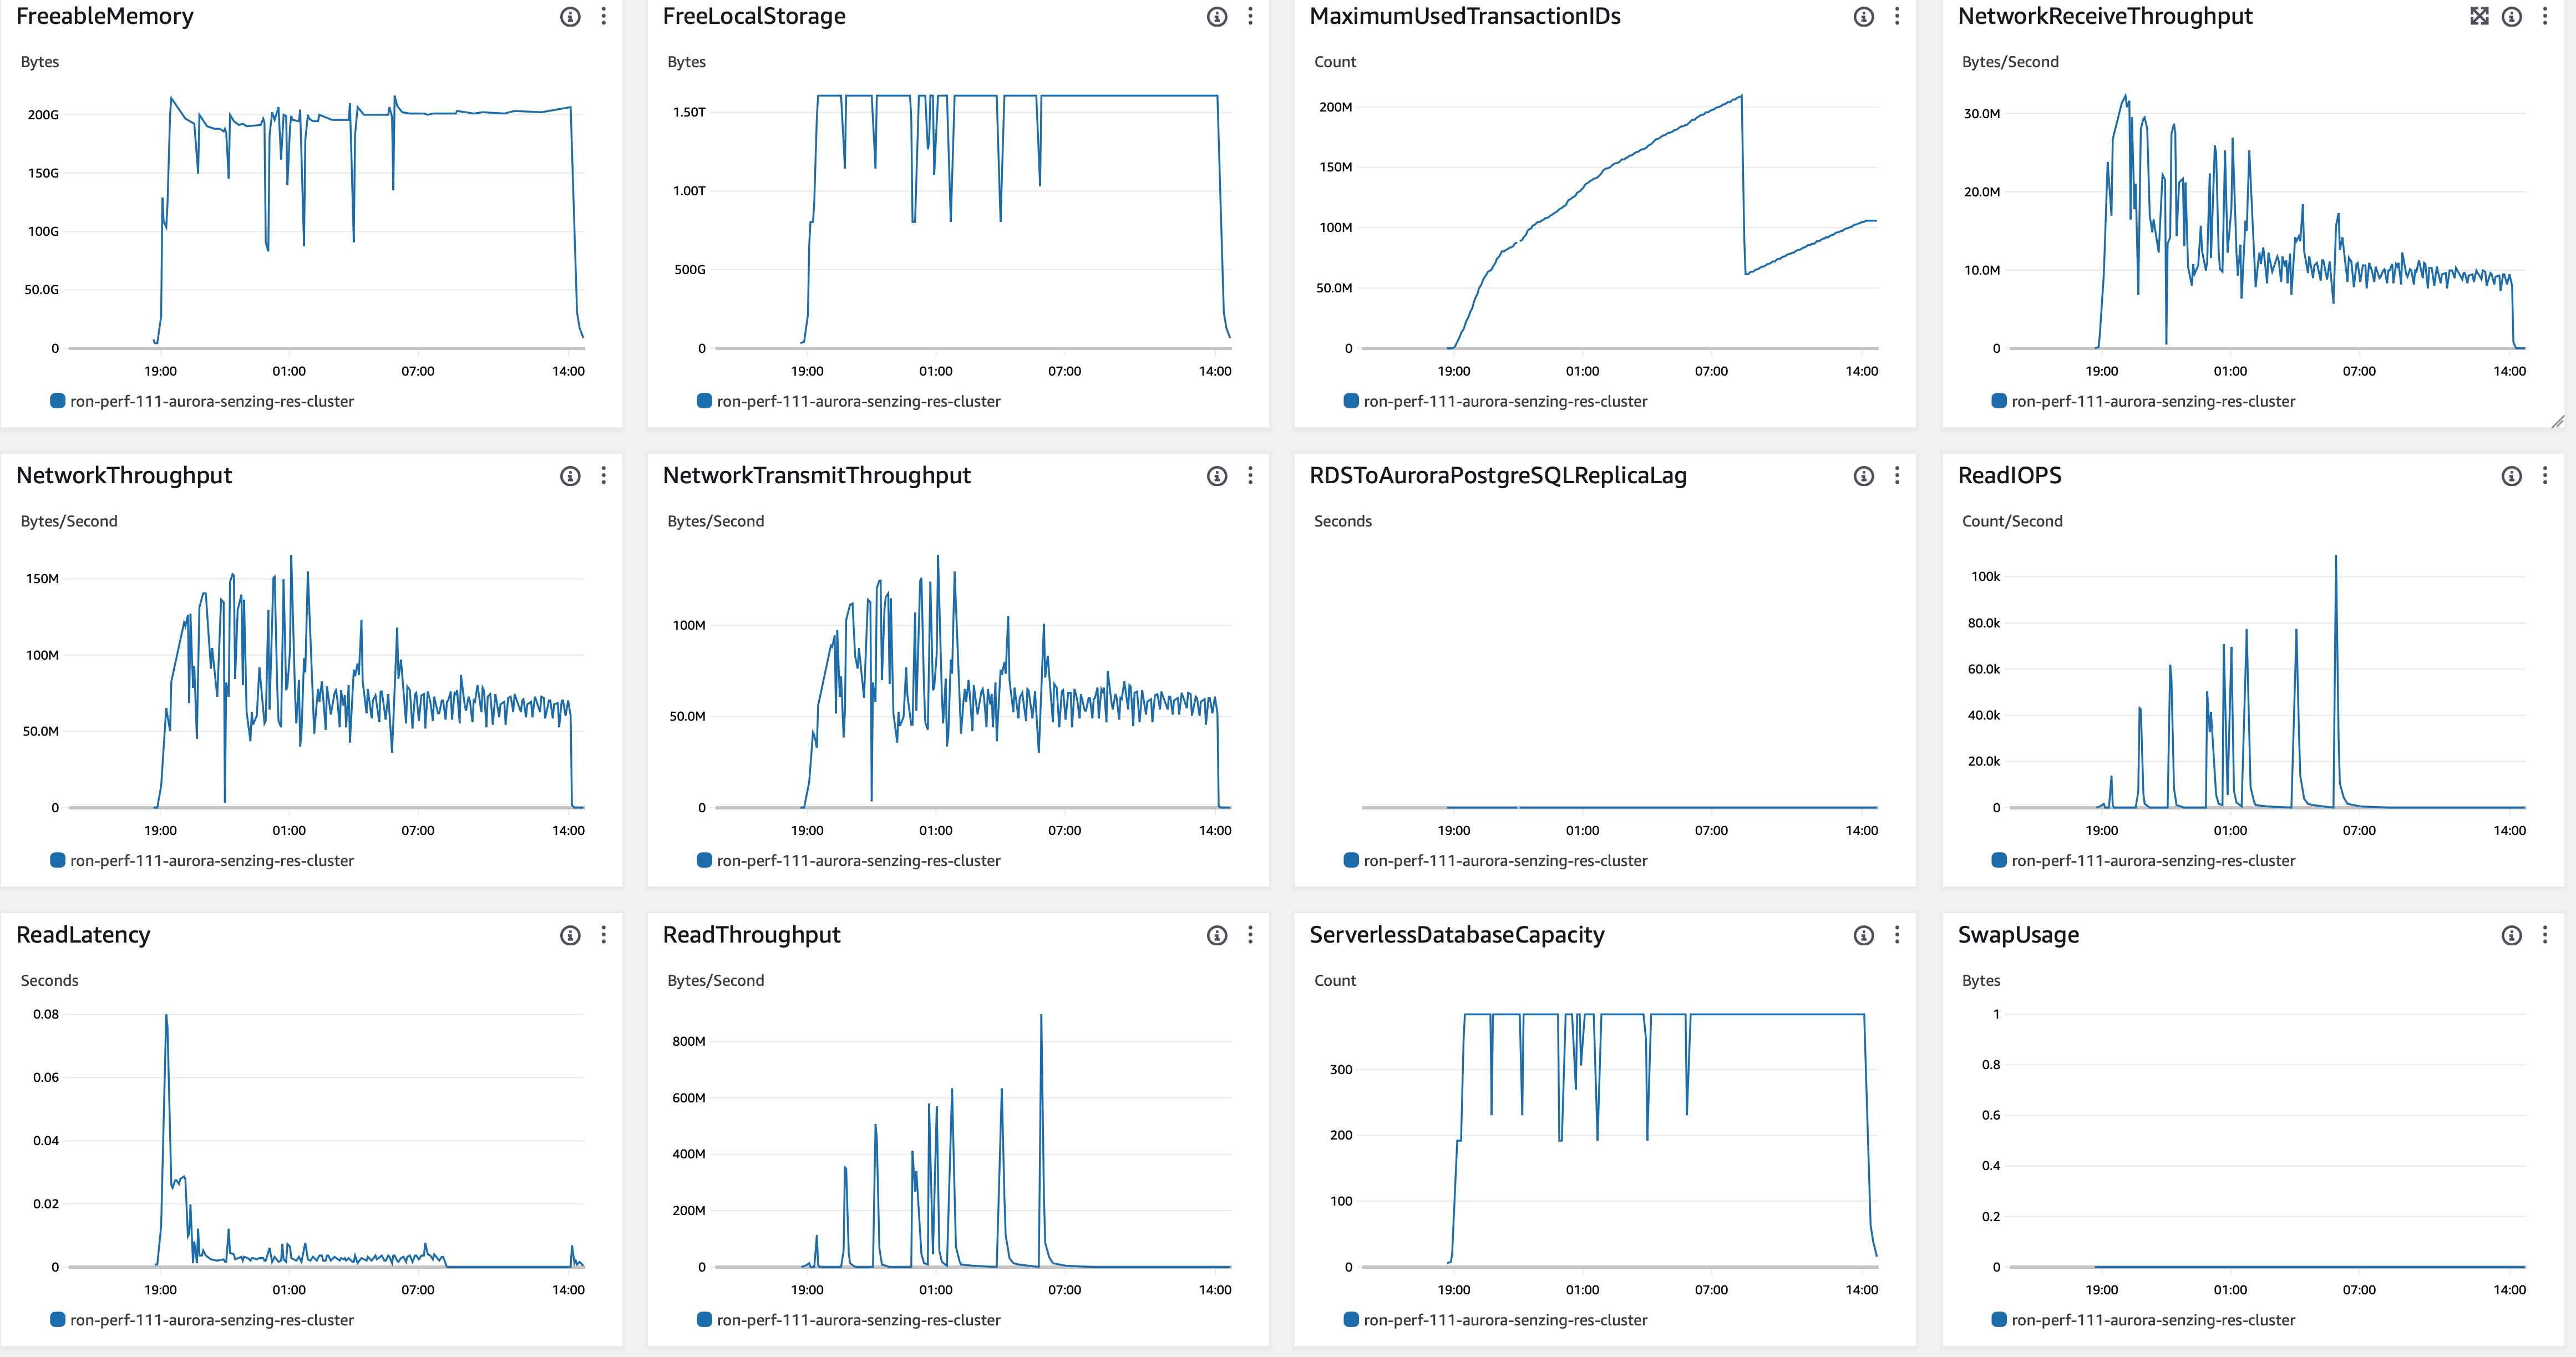 FreeableMemory
Bytes
200G
150G
100G
50.0G
0
19:00 01:00 07:00 14:00
ron-perf-111-aurora-senzing-res-cluster
FreeLocalStorage
Bytes
1.50T
1.00T
500G
0
19:00 01:00 07:00 14:00
ron-perf-111-aurora-senzing-res-cluster
MaximumUsedTransactionIDs
Count
200M
150M
100M
50.0M
0
19:00 01:00 07:00 14:00
ron-perf-111-aurora-senzing-res-cluster
NetworkReceiveThroughput
Bytes/Second
30.0M
20.0M
10.0M
0
19:00 01:00 07:00 14:00
ron-perf-111-aurora-senzing-res-cluster
NetworkThroughput
Bytes/Second
150M
100M
50.0M
0
19:00 01:00 07:00 14:00
ron-perf-111-aurora-senzing-res-cluster
NetworkTransmitThroughput
Bytes/Second
100M
50.0M
0
19:00 01:00 07:00 14:00
ron-perf-111-aurora-senzing-res-cluster
RDSToAuroraPostgreSQLReplicaLag
Seconds
19:00 01:00 07:00 14:00
ron-perf-111-aurora-senzing-res-cluster
ReadIOPS
Count/Second
100k
80.0k
60.0k
40.0k
20.0k
0
19:00 01:00 07:00 14:00
ron-perf-111-aurora-senzing-res-cluster
ReadLatency
Seconds
0.08
0.06
0.04
0.02
0
19:00 01:00 07:00 14:00
ron-perf-111-aurora-senzing-res-cluster
ReadThroughput
Bytes/Second
800M
600M
400M
200M
0
19:00 01:00 07:00 14:00
ron-perf-111-aurora-senzing-res-cluster
ServerlessDatabaseCapacity
Count
300
200
100
0
19:00 01:00 07:00 14:00
ron-perf-111-aurora-senzing-res-cluster
SwapUsage
Bytes
1
0.8
0.6
0.4
0.2
0
19:00 01:00 07:00 14:00
ron-perf-111-aurora-senzing-res-cluster